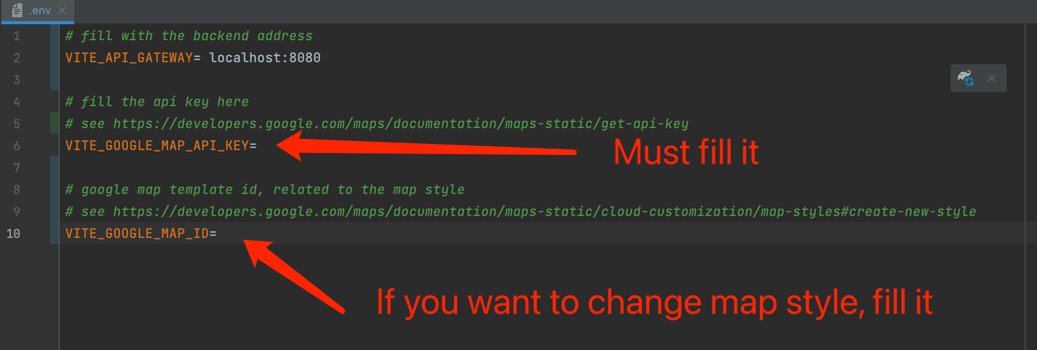 .env
1 # fill with the backend address
2 VITE_API_GATEWAY= localhost:8080
3
4 # fill the api key here
5 # see https://developers.google.com/maps/documentation/maps-static/get-api-key
6 VITE_GOOGLE_MAP_API_KEY=
Must fill it
7
8 # google map template id, related to the map style
9 # see https://developers.google.com/maps/documentation/maps-static/cloud-customization/map-styles#create-new-style
10 VITE_GOOGLE_MAP_ID=
If you want to change map style, fill it